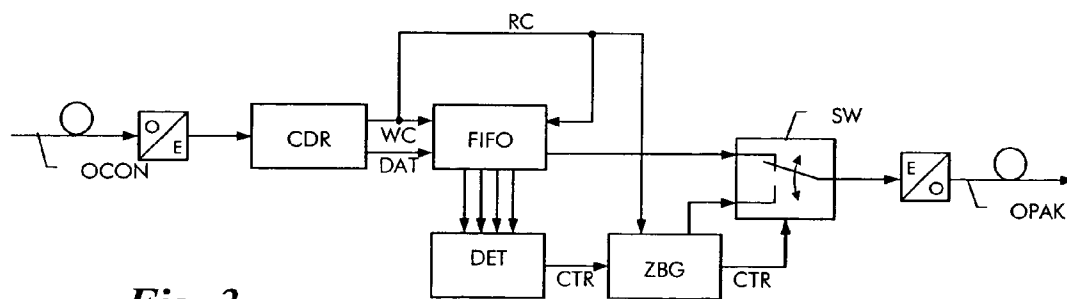 RC
SW
O
E
CDR
WC
DAT
FIFO
E
O
OCON
OPAK
DET
CTR
ZBG
CTR